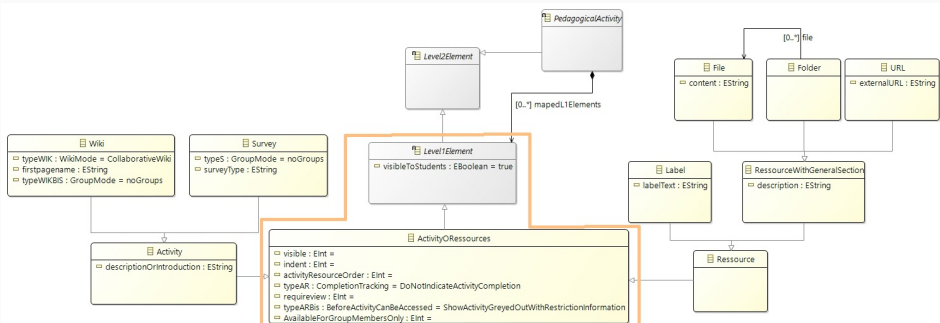 PedagogicalActivity
[0..*] file
Level2Element
File
content : EString
Folder
URL
externalURL : EString
[0..*] mapedL1Elements
Wiki
typeWIK : WikiMode = CollaborativeWiki
firstpagename : EString
typeWIKBIS : GroupMode = noGroups
Survey
typeS : GroupMode = noGroups
surveyType : EString
Level1Element
visibleToStudents : EBoolean = true
Label
labelText : EString
RessourceWithGeneralSection
description : EString
Activity
descriptionOrIntroduction : EString
ActivityORessources
visible : EInt =
indent : EInt =
activityResourceOrder : EInt =
typeAR : CompletionTracking = DoNotIndicateActivityCompletion
requireview : EInt =
typeARBis : BeforeActivityCanBeAccessed = ShowActivityGreyedOutWithRestrictionInformation
AvailableForGroupMembersOnly : EInt =
Ressource